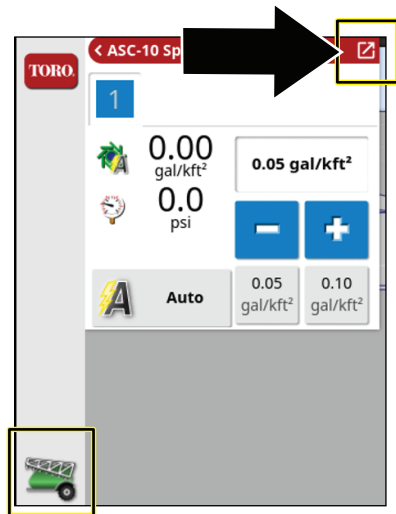 TORO.
< ASC-10 Sp
1
0.00
gal/kft²
0.05 gal/kft²
0.0
psi
A
Auto
0.05
gal/kft²
0.10
gal/kft²